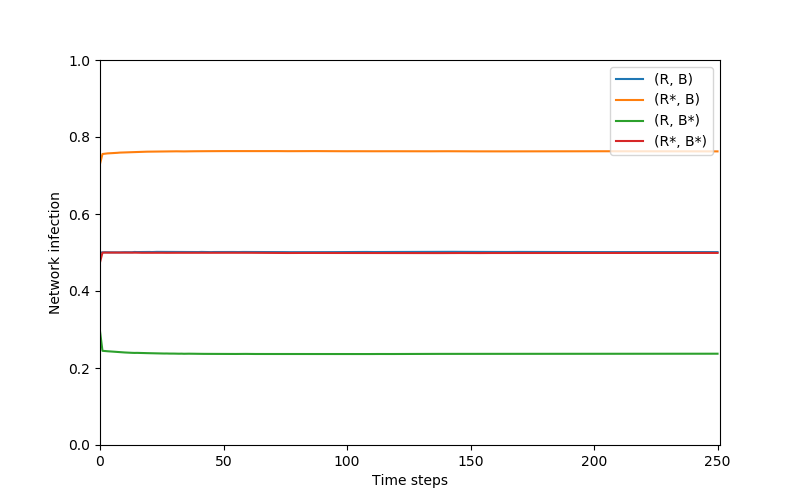 1.0
0.8
0.6
0.4
0.2
0.0
Network infection
0 50 100 150 200 250
Time steps
(R, B)
(R*, B)
(R, B*)
(R*, B*)